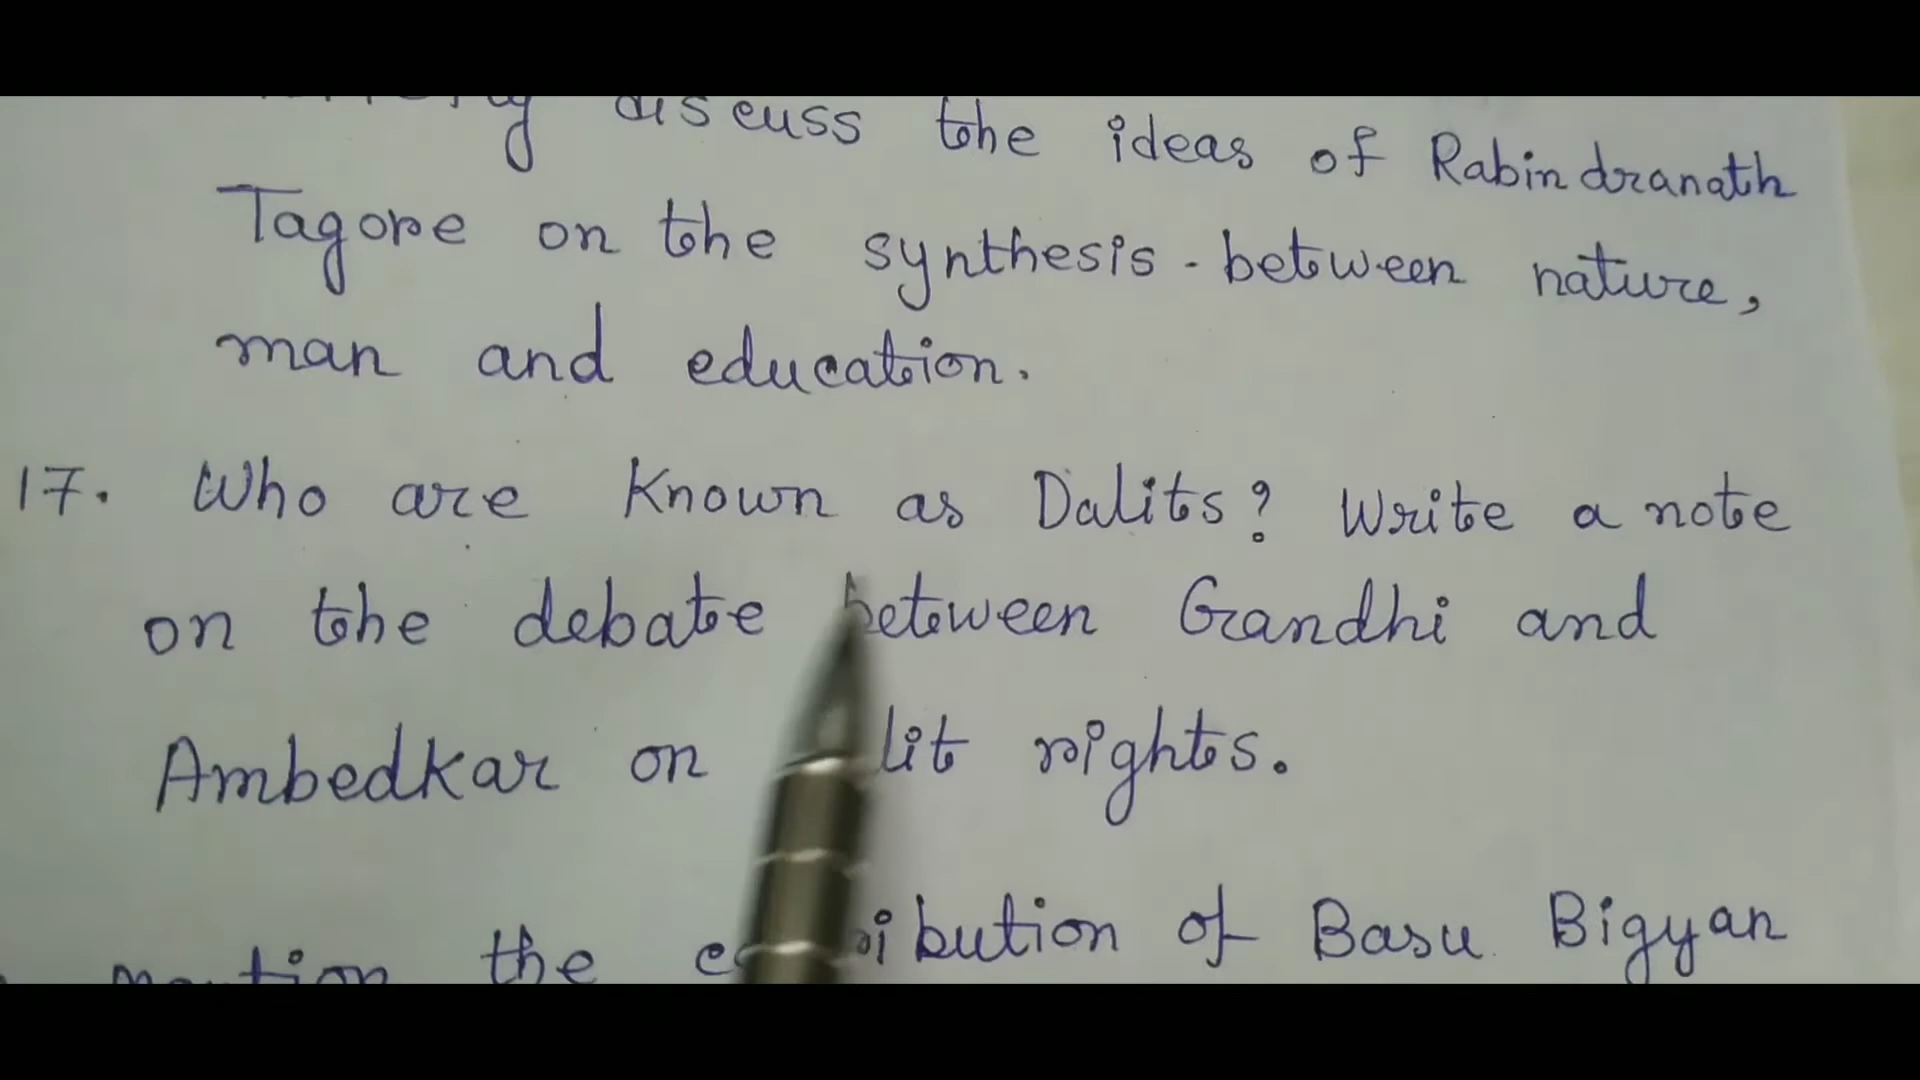 discuss the ideas of Rabindranath
Tagore on the synthesis between nature,
man and education.
17. Who are Known as Dalits? Write a note
on the debate between Gandhi and
Ambedkar on lit rights.
the of Basu Bigyan